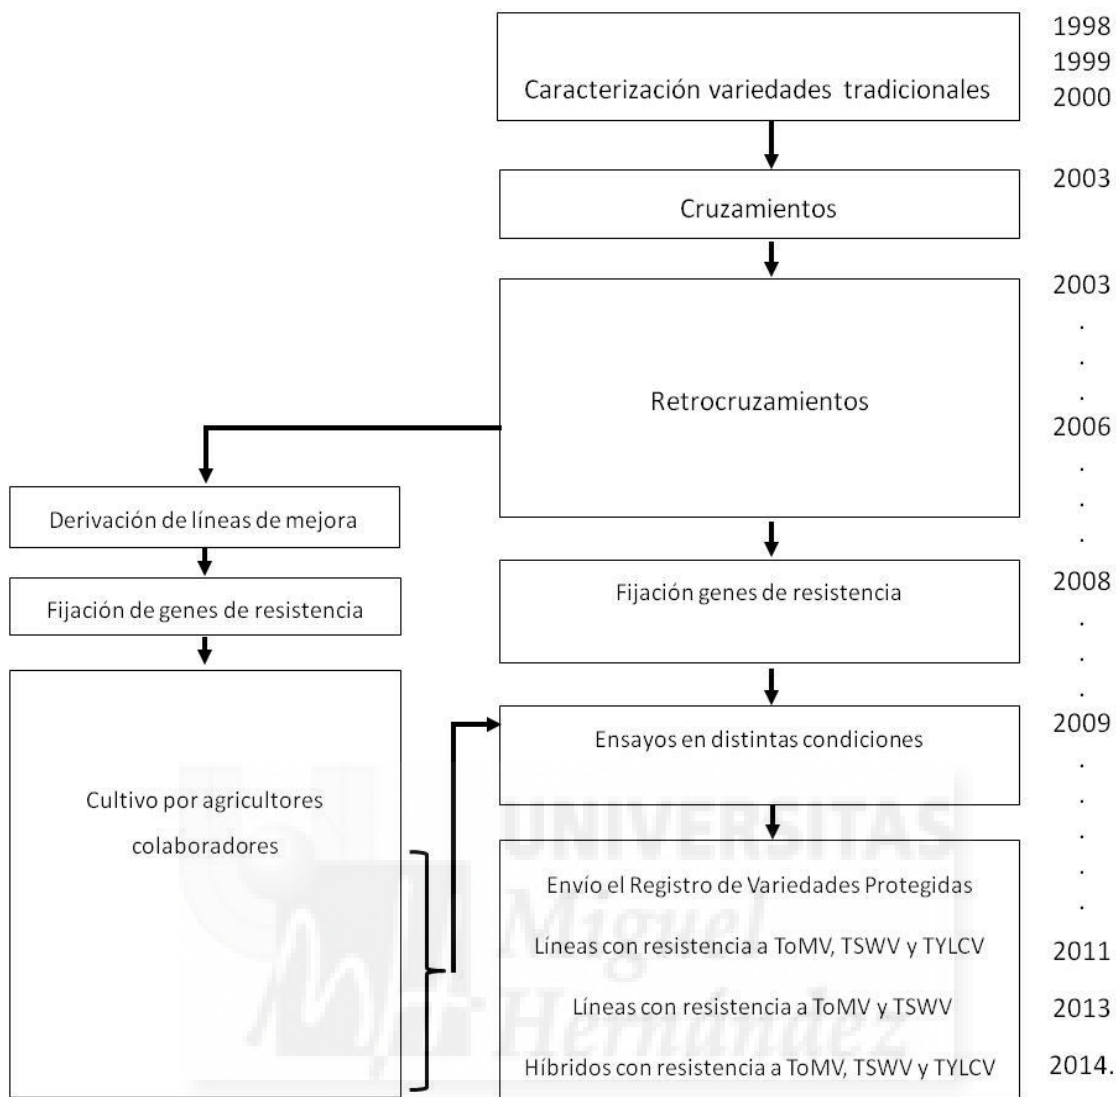 1998
1999
Caracterización variedades tradicionales
2000
Cruzamientos
2003
2003
.
.
.
Retrocruzamientos
2006
.
.
.
Derivación de líneas de mejora
Fijación de genes de resistencia
Fijación genes de resistencia
2008
.
.
.
Ensayos en distintas condiciones
2009
.
.
.
.
.
Cultivo por agricultores
colaboradores
Envío el Registro de Variedades Protegidas
Líneas con resistencia a ToMV, TSWV y TYLCV
2011
Líneas con resistencia a ToMV y TSWV
2013
Híbridos con resistencia a ToMV, TSWV y TYLCV
2014.
UNIVERSITAS
Miguel
Hernández